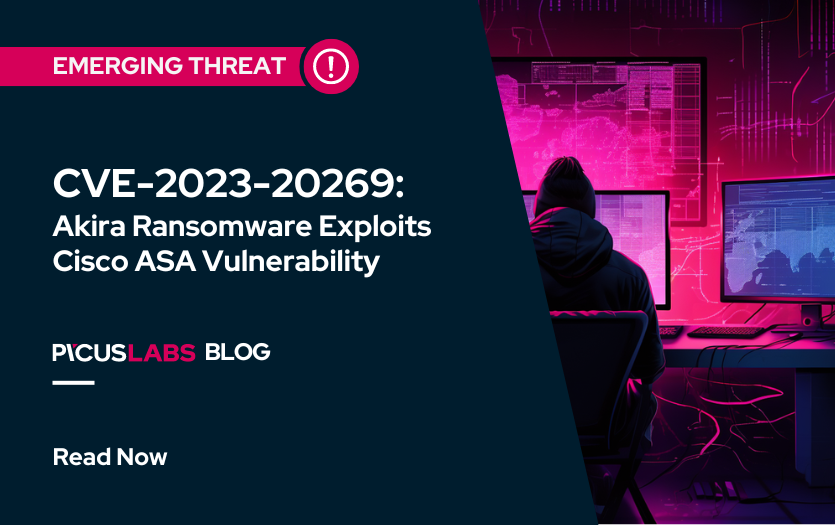 EMERGING THREAT
CVE-2023-20269:
Akira Ransomware Exploits
Cisco ASA Vulnerability
PICUSLABS BLOG
Read Now